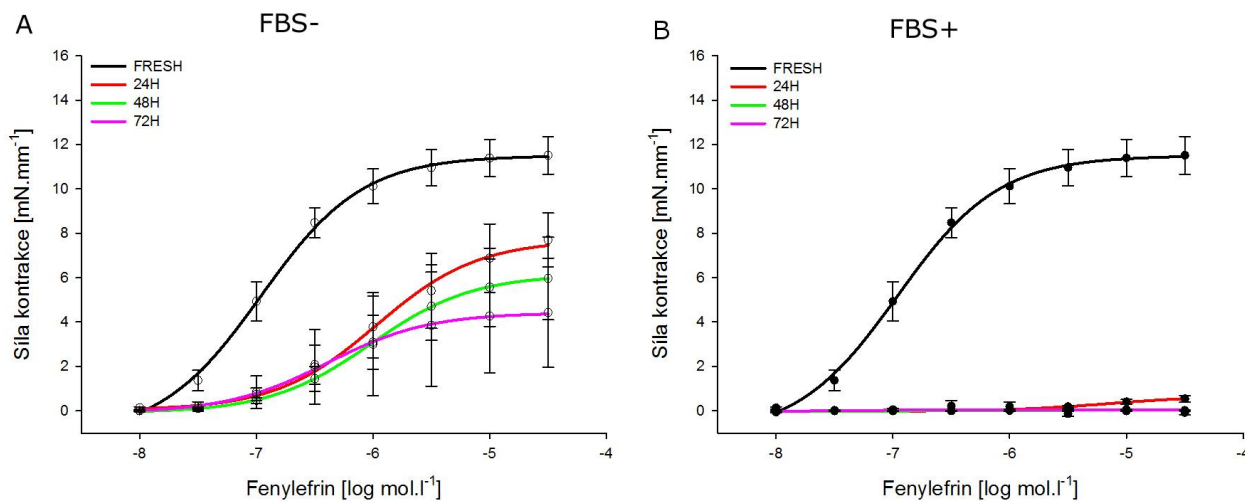 A
FBS-
Síla kontrakce [mN.mm⁻¹]
16
14
12
10
8
6
4
2
0
FRESH
24H
48H
72H
-8
-7
-6
-5
-4
Fenylefrin [log mol.l⁻¹]
B
FBS+
Síla kontrakce [mN.mm⁻¹]
16
14
12
10
8
6
4
2
0
FRESH
24H
48H
72H
-8
-7
-6
-5
-4
Fenylefrin [log mol.l⁻¹]